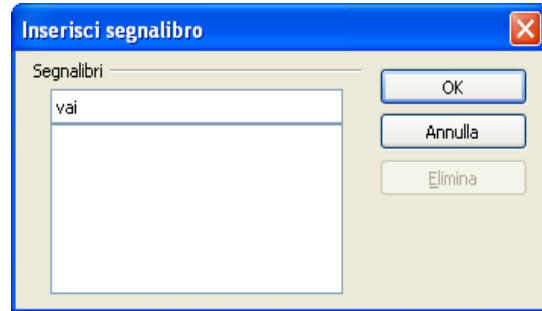 Inserisci segnalibro
Segnalibri
vai
OK
Annulla
Elimina